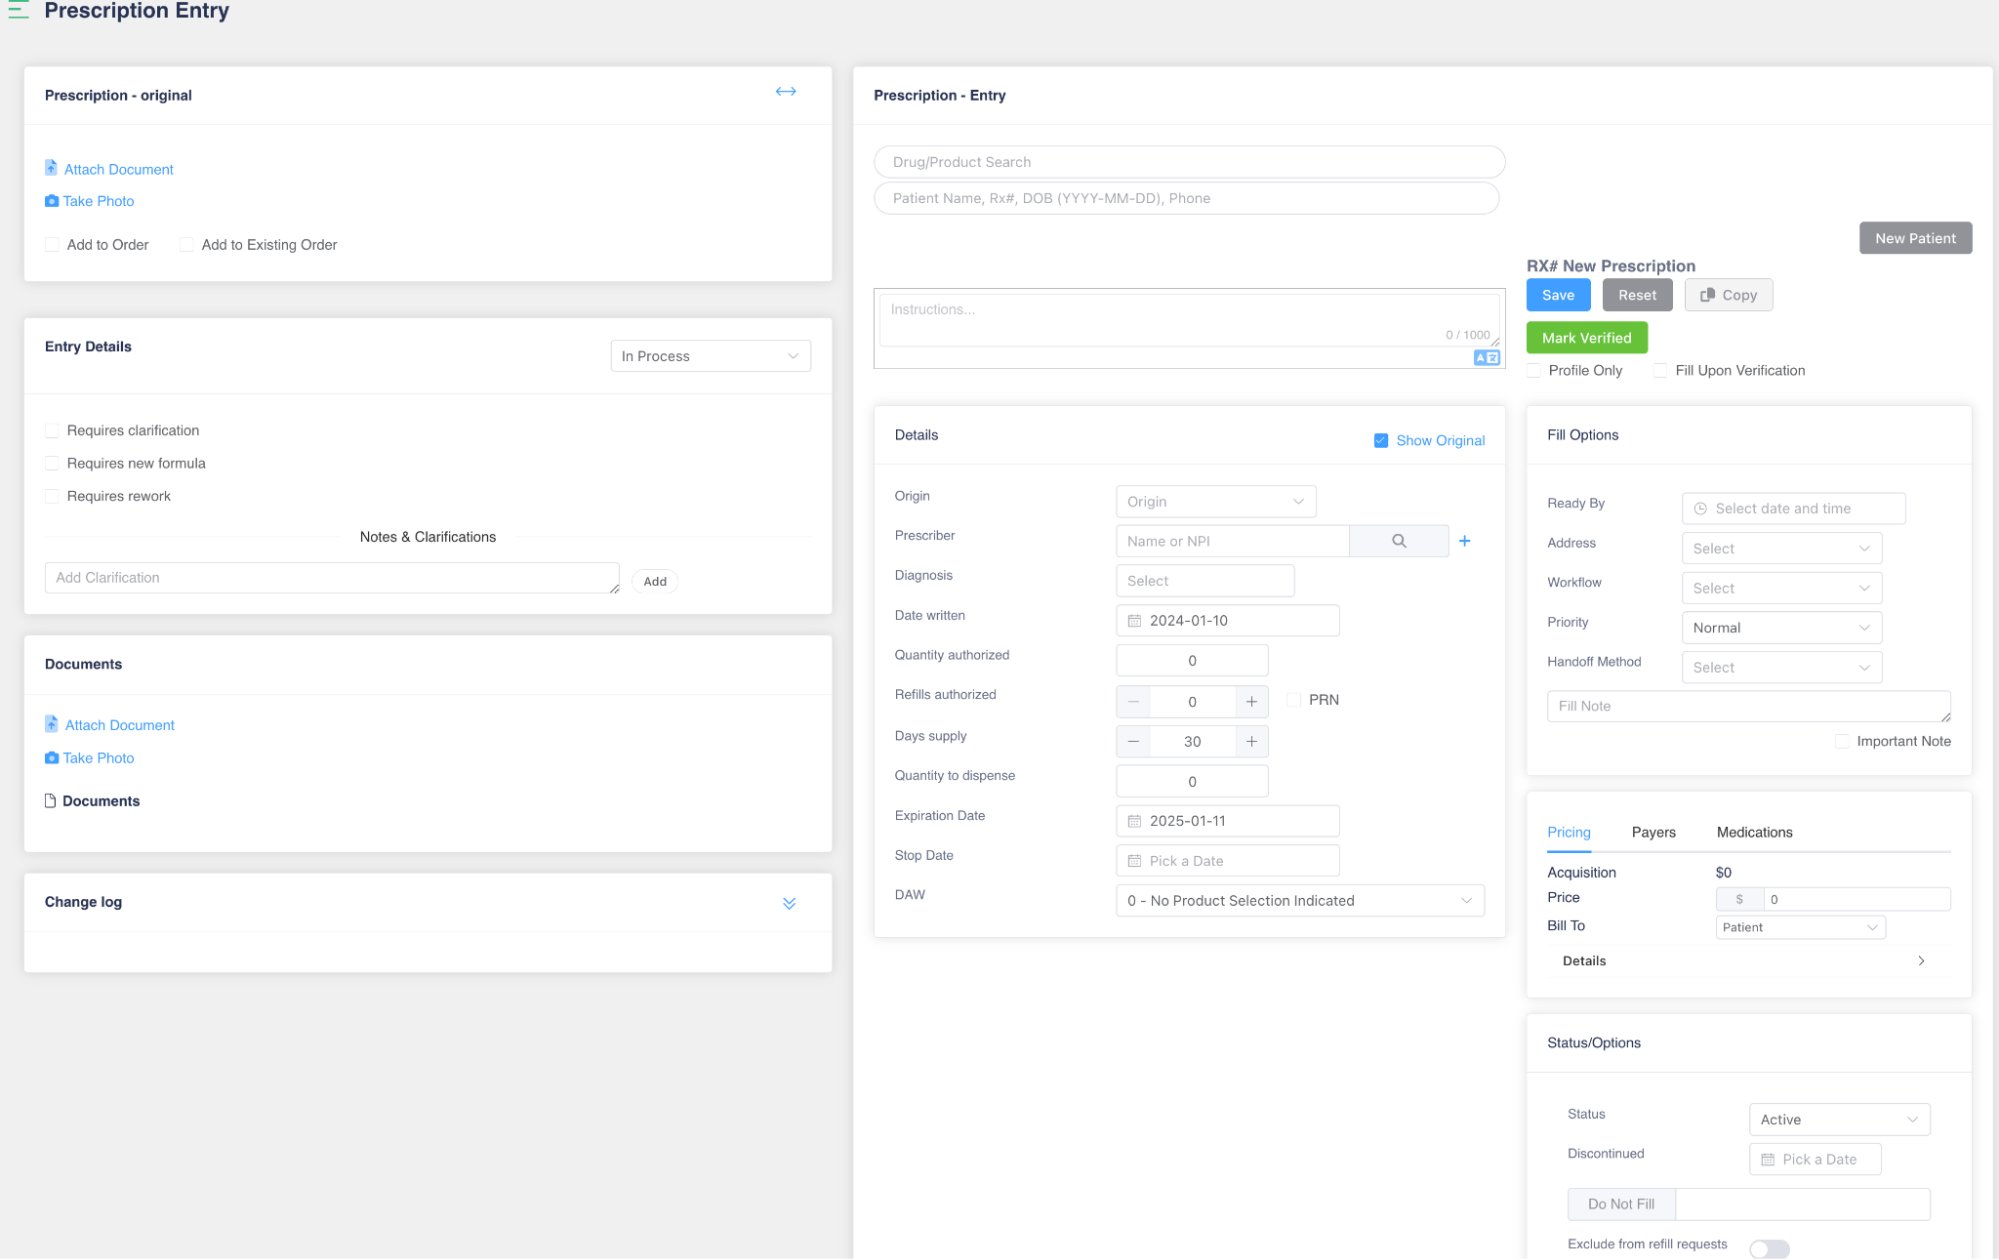 Prescription Entry
Prescription - original
Attach Document
Take Photo
Add to Order Add to Existing Order
Entry Details
In Process
Requires clarification
Requires new formula
Requires rework
Notes & Clarifications
Add Clarification
Add
Documents
Attach Document
Take Photo
Documents
Change log
Prescription - Entry
Drug/Product Search
Patient Name, Rx#, DOB (YYYY-MM-DD), Phone
New Patient
RX# New Prescription
Save Reset Copy
Mark Verified
Profile Only Fill Upon Verification
Instructions...
0 / 1000
Details
Show Original
Origin Origin
Prescriber Name or NPI
Diagnosis Select
Date written 2024-01-10
Quantity authorized 0
Refills authorized − 0 + PRN
Days supply − 30 +
Quantity to dispense 0
Expiration Date 2025-01-11
Stop Date Pick a Date
DAW 0 - No Product Selection Indicated
Fill Options
Ready By Select date and time
Address Select
Workflow Select
Priority Normal
Handoff Method Select
Fill Note
Important Note
Pricing Payers Medications
Acquisition $0
Price $ 0
Bill To Patient
Details
Status/Options
Status Active
Discontinued Pick a Date
Do Not Fill
Exclude from refill requests